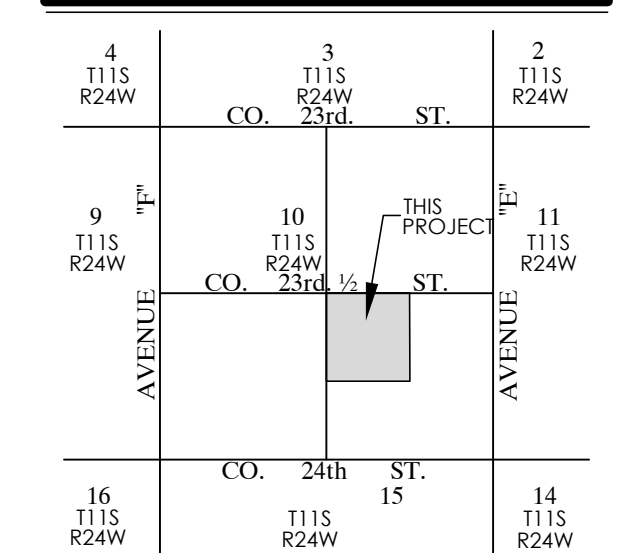 4
T11S
R24W
3
T11S
R24W
2
T11S
R24W
CO. 23rd. ST.
9
T11S
R24W
AVENUE "F"
10
T11S
R24W
THIS
PROJECT
AVENUE "E"
11
T11S
R24W
CO. 23rd. ½ ST.
CO. 24th ST.
16
T11S
R24W
15
T11S
R24W
14
T11S
R24W